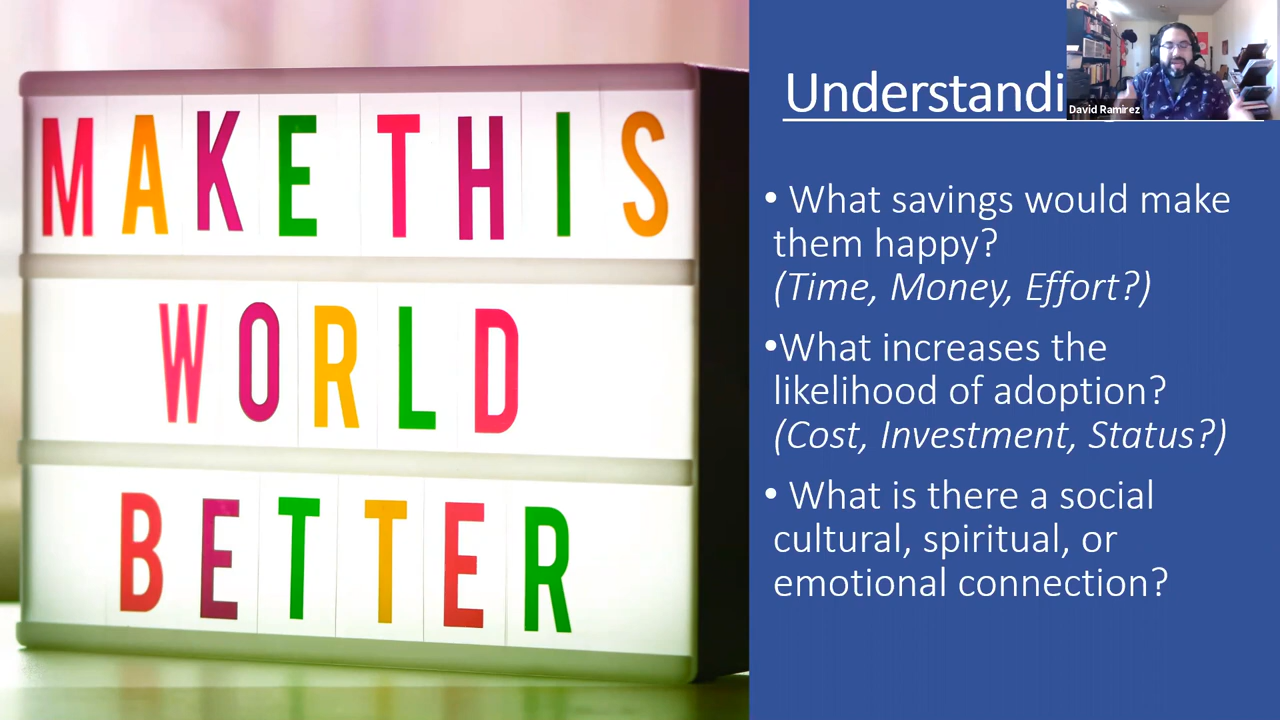 MAKE THIS
WORLD
BETTER
Understandi
David Ramirez
• What savings would make
them happy?
(Time, Money, Effort?)
•What increases the
likelihood of adoption?
(Cost, Investment, Status?)
• What is there a social
cultural, spiritual, or
emotional connection?